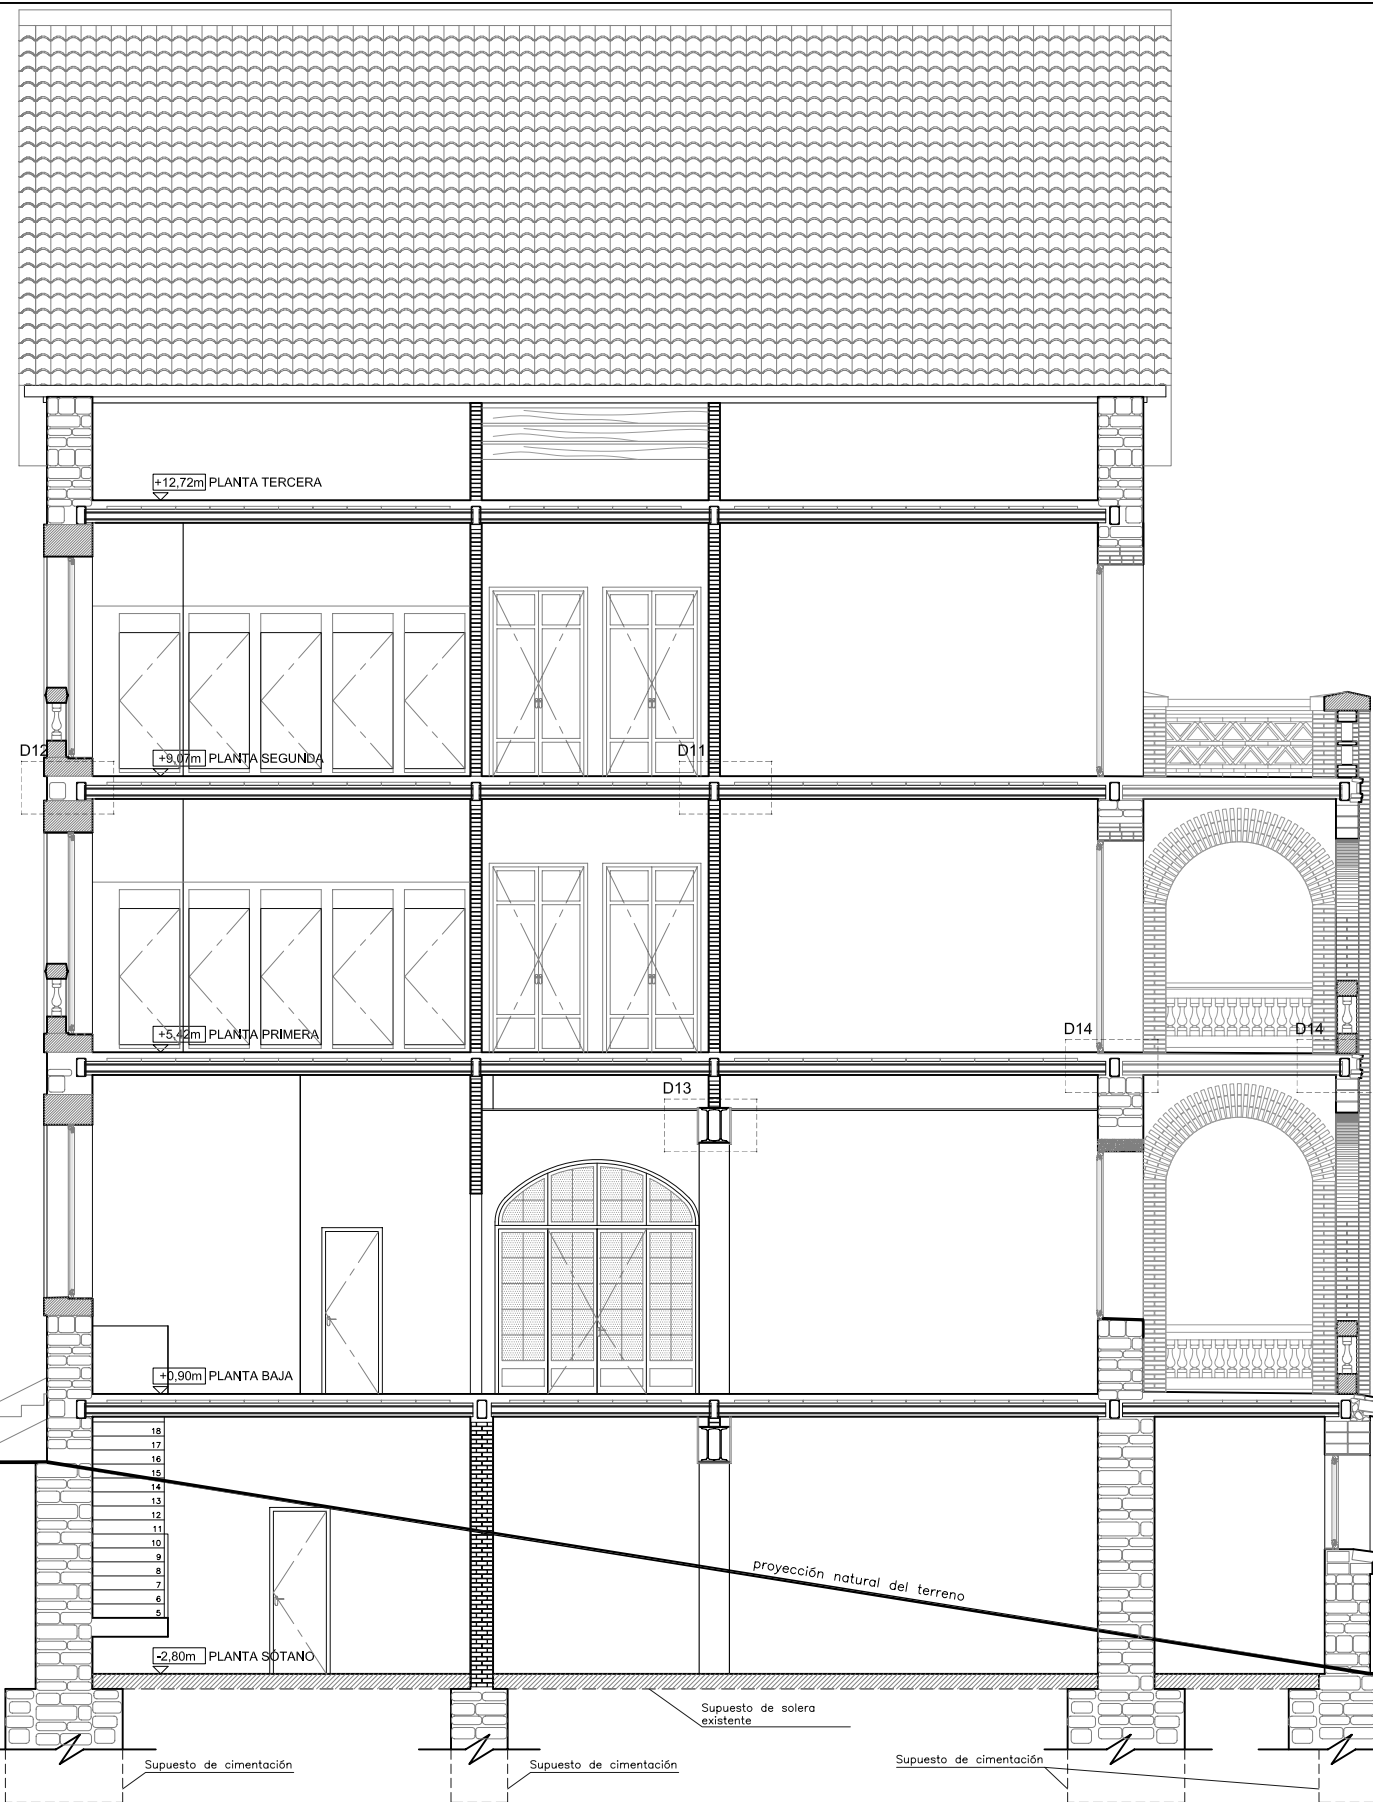 +12,72m PLANTA TERCERA
D12
+9,07m PLANTA SEGUNDA
D11
+5,42m PLANTA PRIMERA
D14
D14
D13
+0,90m PLANTA BAJA
18
17
16
15
14
13
12
11
10
9
8
7
6
5
proyección natural del terreno
-2,80m PLANTA SÓTANO
Supuesto de solera
existente
Supuesto de cimentación
Supuesto de cimentación
Supuesto de cimentación